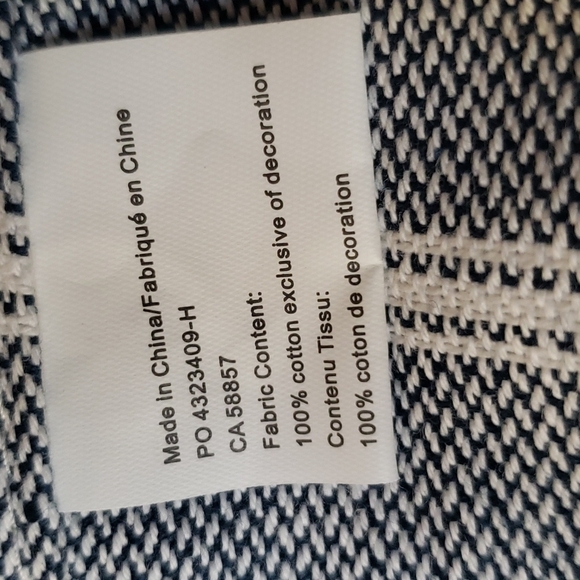 Made In China/Fabriqué en Chine
PO 4323409-H
CA 58857
Fabric Content:
100% cotton exclusive of decoration
Contenu Tissu:
100% coton de decoration